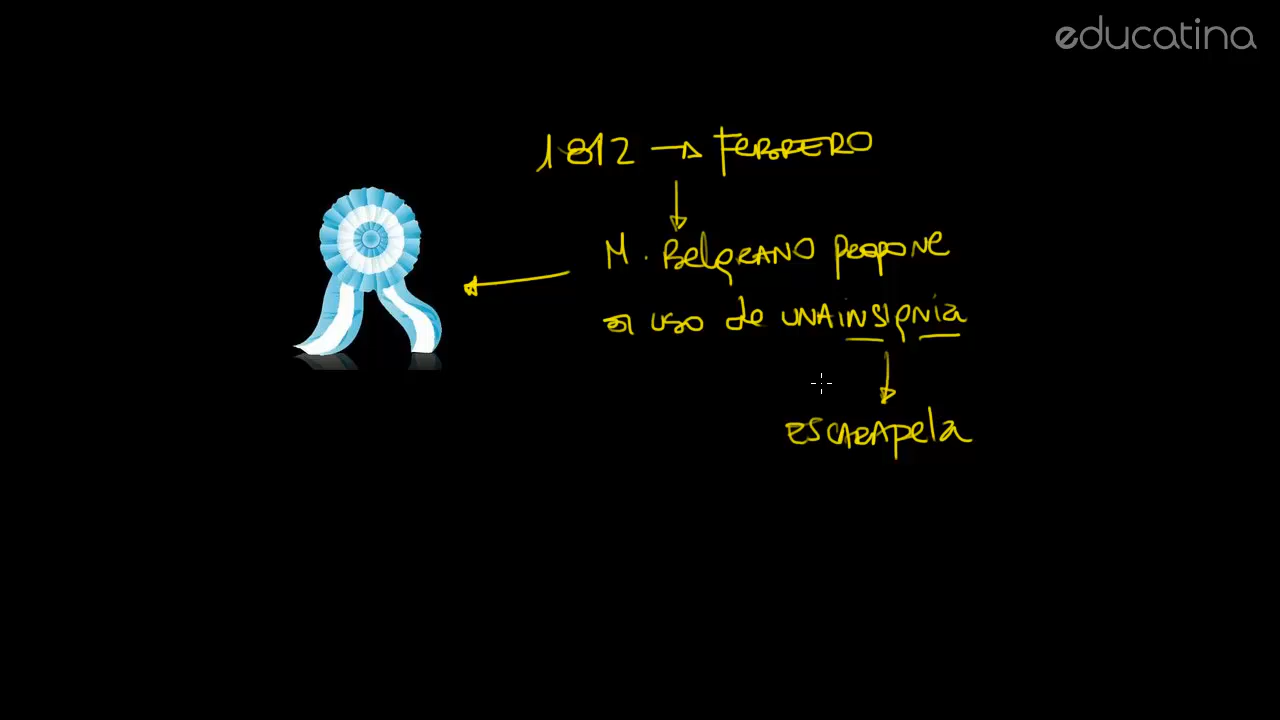 educatina
1812 → FEBRERO
M. BelgRANO pROpONE
el uso de UNA INSIgNia
ESCARApela